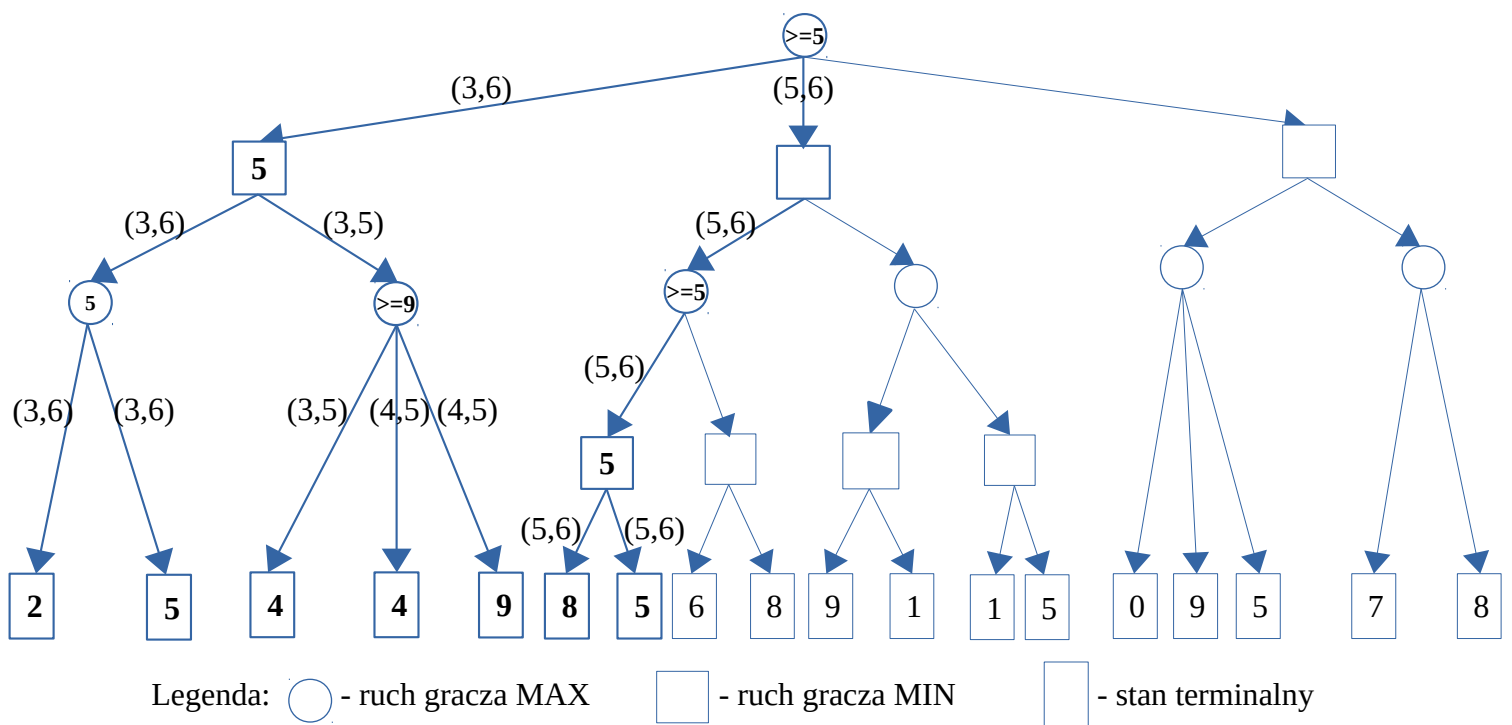 >=5
(3,6) (5,6)
5
(3,6) (3,5) (5,6)
5 >=9 >=5
(5,6)
(3,6) (3,6) (3,5) (4,5) (4,5)
5
(5,6) (5,6)
2 5 4 4 9 8 5 6 8 9 1 1 5 0 9 5 7 8
Legenda: - ruch gracza MAX - ruch gracza MIN - stan terminalny